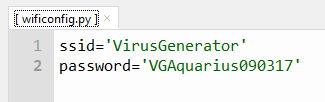 [ wificonfig.py ] ×
1 ssid='VirusGenerator'
2 password='VGAquarius090317'